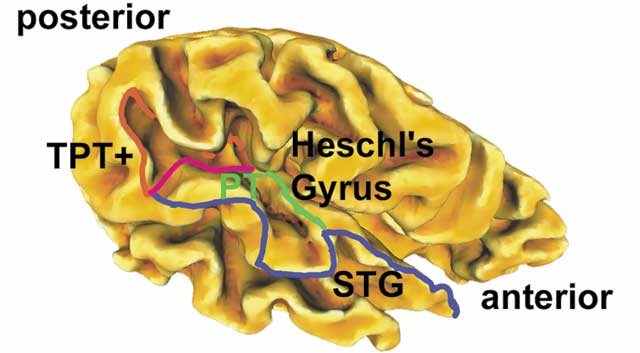 posterior
Heschl's
TPT+
PT
Gyrus
STG
anterior